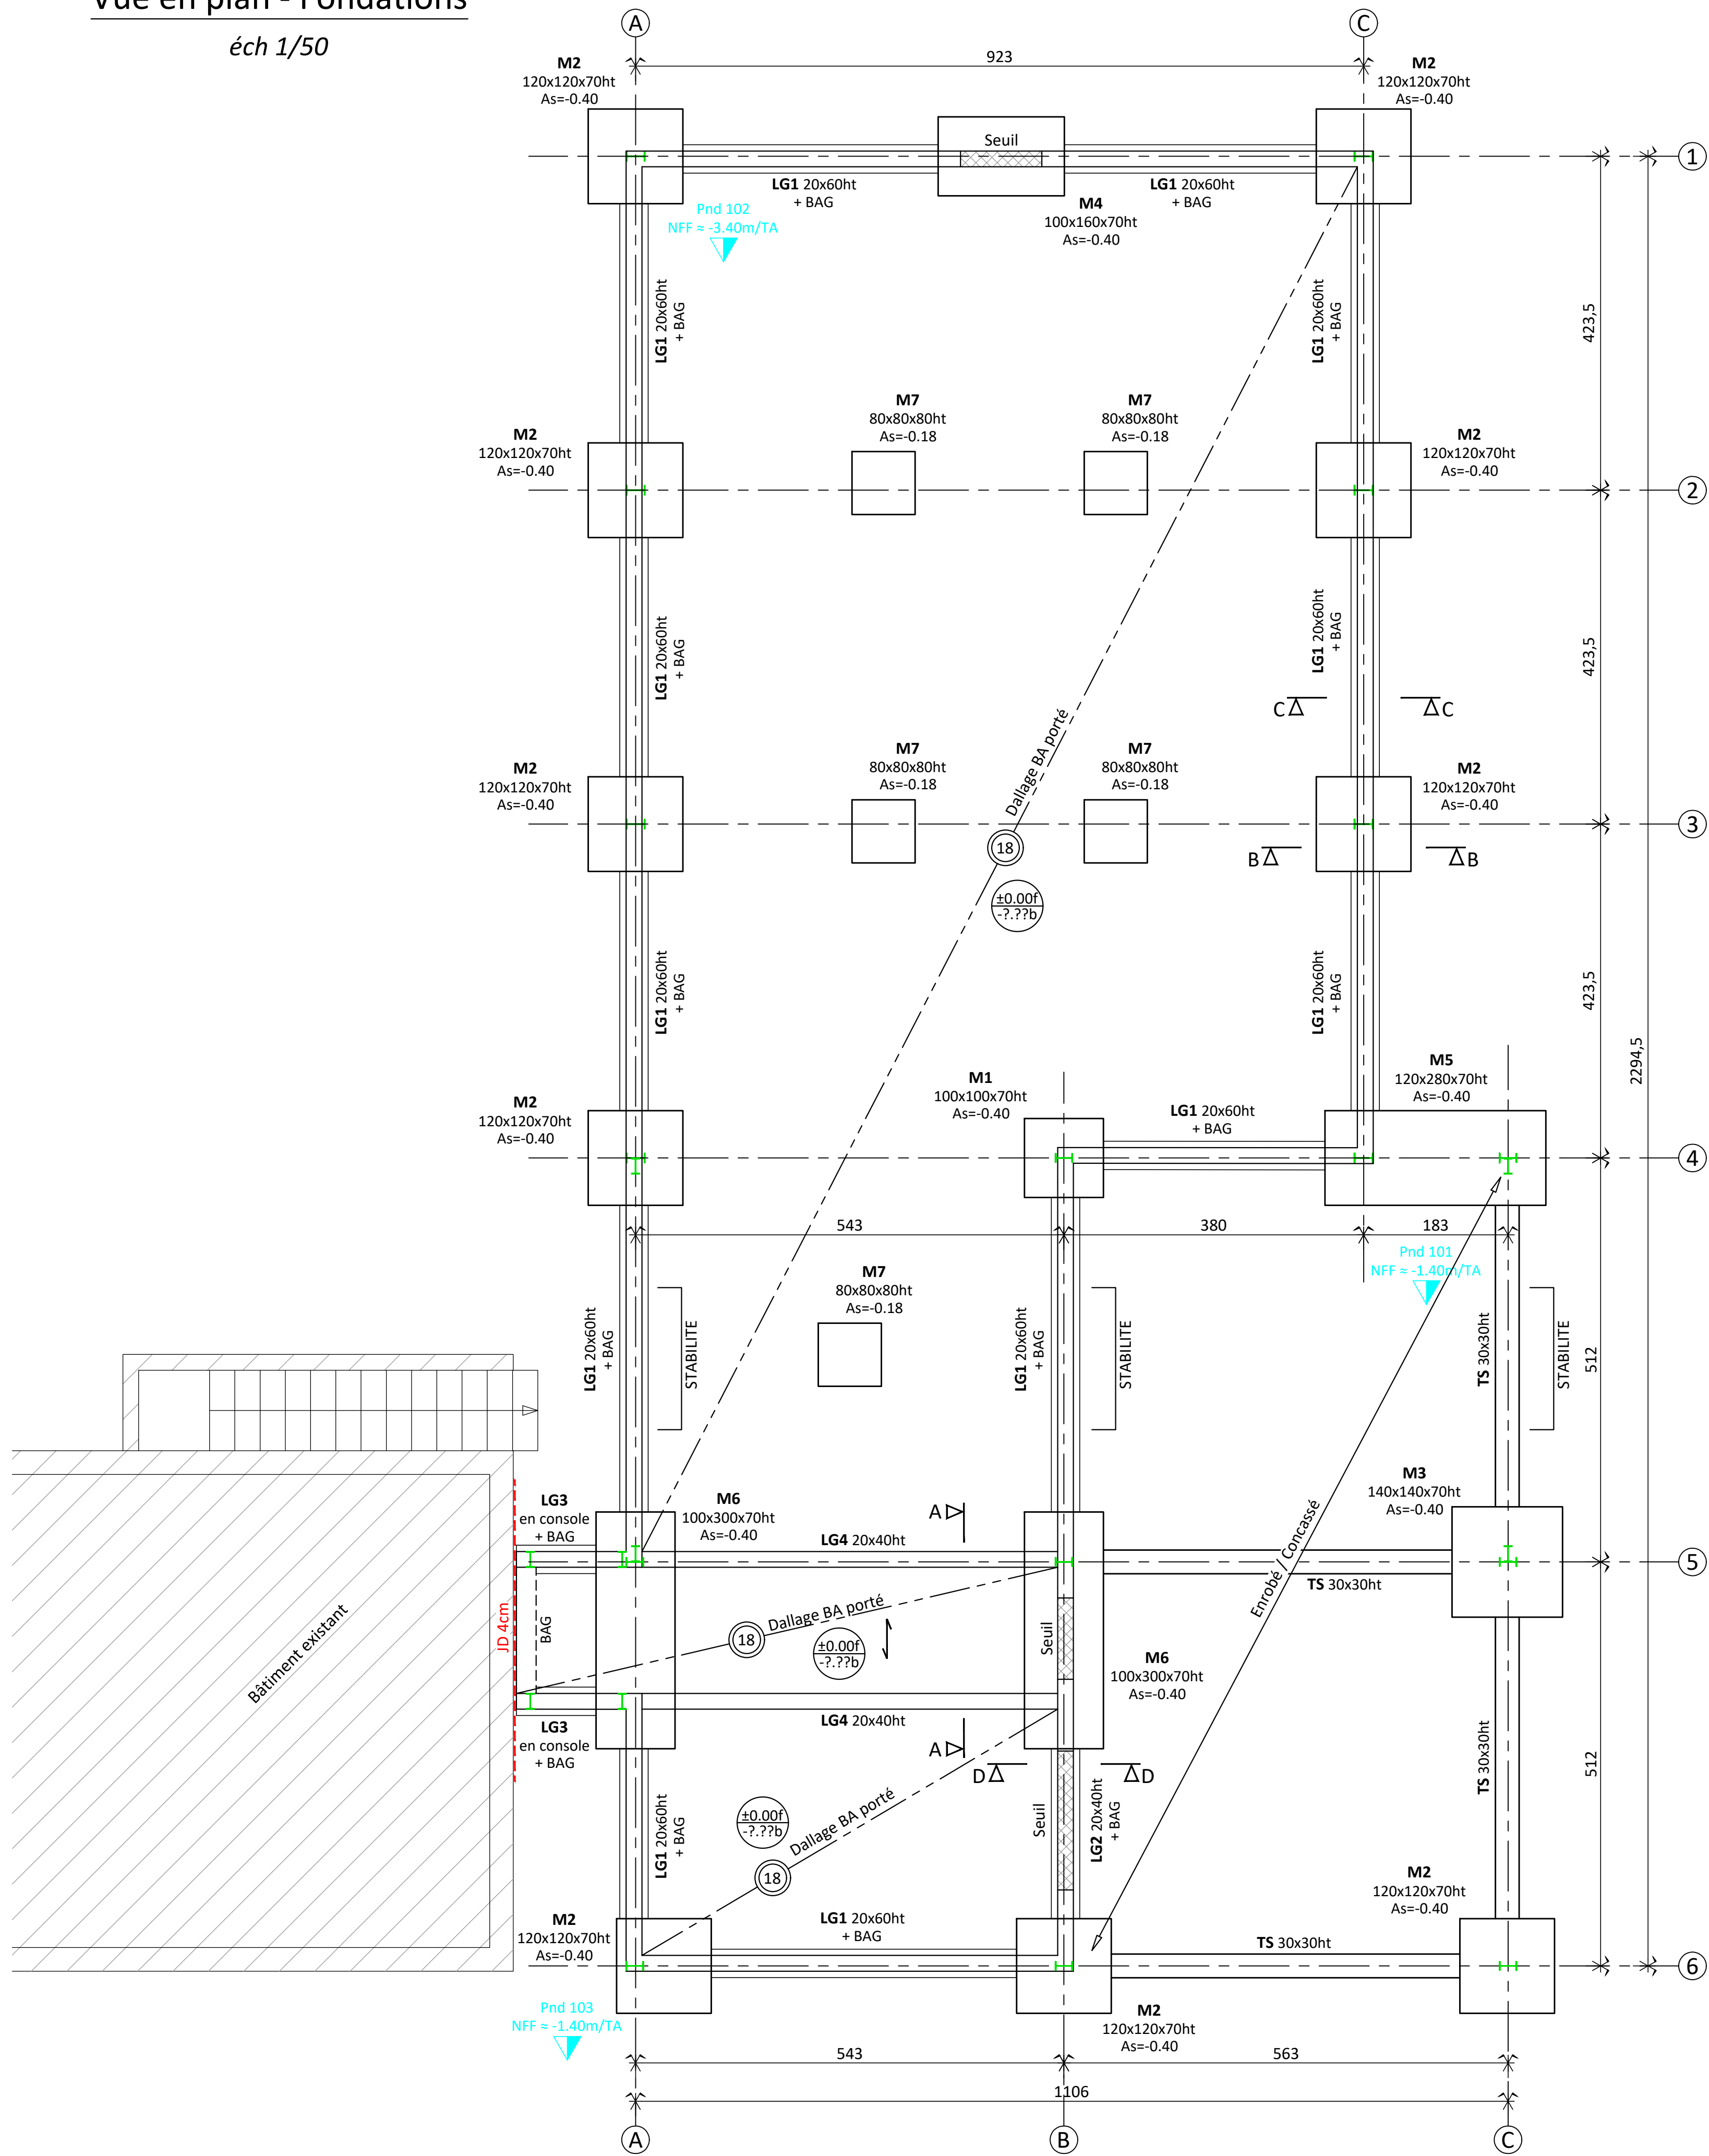 Vue en plan - Fondations
éch 1/50
A
C
923
M2
120x120x70ht
As=-0.40
M2
120x120x70ht
As=-0.40
Seuil
1
LG1 20x60ht
+ BAG
LG1 20x60ht
+ BAG
M4
100x160x70ht
As=-0.40
Pnd 102
NFF ≈ -3.40m/TA
LG1 20x60ht
+ BAG
LG1 20x60ht
+ BAG
423,5
M7
80x80x80ht
As=-0.18
M7
80x80x80ht
As=-0.18
M2
120x120x70ht
As=-0.40
M2
120x120x70ht
As=-0.40
2
LG1 20x60ht
+ BAG
LG1 20x60ht
+ BAG
423,5
C
C
Dallage BA porté
M7
80x80x80ht
As=-0.18
M7
80x80x80ht
As=-0.18
M2
120x120x70ht
As=-0.40
M2
120x120x70ht
As=-0.40
3
18
B
B
±0.00f
-?.??b
LG1 20x60ht
+ BAG
LG1 20x60ht
+ BAG
423,5
2294,5
M1
100x100x70ht
As=-0.40
M5
120x280x70ht
As=-0.40
M2
120x120x70ht
As=-0.40
LG1 20x60ht
+ BAG
4
543
380
183
Pnd 101
NFF ≈ -1.40m/TA
M7
80x80x80ht
As=-0.18
LG1 20x60ht
+ BAG
STABILITE
LG1 20x60ht
+ BAG
STABILITE
TS 30x30ht
STABILITE
512
M3
140x140x70ht
As=-0.40
LG3
en console
+ BAG
M6
100x300x70ht
As=-0.40
A
LG4 20x40ht
Enrobé / Concassé
5
TS 30x30ht
JD 4cm
BAG
Bâtiment existant
18
Dallage BA porté
±0.00f
-?.??b
Seuil
M6
100x300x70ht
As=-0.40
LG3
en console
+ BAG
LG4 20x40ht
A
D
D
TS 30x30ht
512
LG1 20x60ht
+ BAG
±0.00f
-?.??b
Dallage BA porté
18
Seuil
LG2 20x40ht
+ BAG
M2
120x120x70ht
As=-0.40
M2
120x120x70ht
As=-0.40
LG1 20x60ht
+ BAG
TS 30x30ht
6
Pnd 103
NFF ≈ -1.40m/TA
M2
120x120x70ht
As=-0.40
543
563
1106
A
B
C